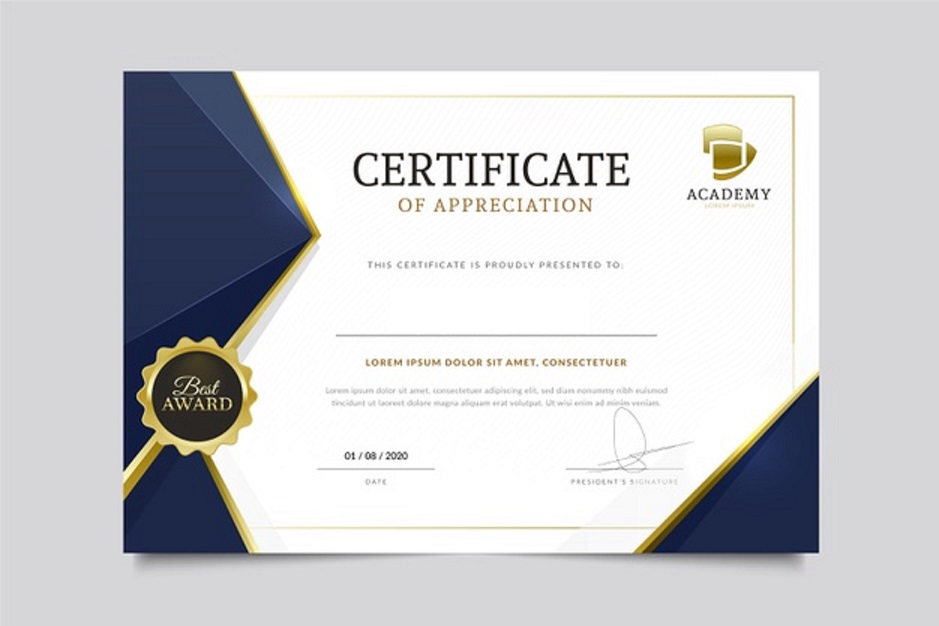 CERTIFICATE
OF APPRECIATION
ACADEMY
LOREM IPSUM
THIS CERTIFICATE IS PROUDLY PRESENTED TO:
LOREM IPSUM DOLOR SIT AMET, CONSECTETUER
Lorem ipsum dolor sit amet, consectetuer adipiscing elit, sed diam nonummy nibh euismod
tincidunt ut laoreet dolore magna aliquam erat volutpat. Ut wisi enim ad minim veniam.
Best
AWARD
01 / 08 / 2020
DATE
PRESIDENT'S SIGNATURE